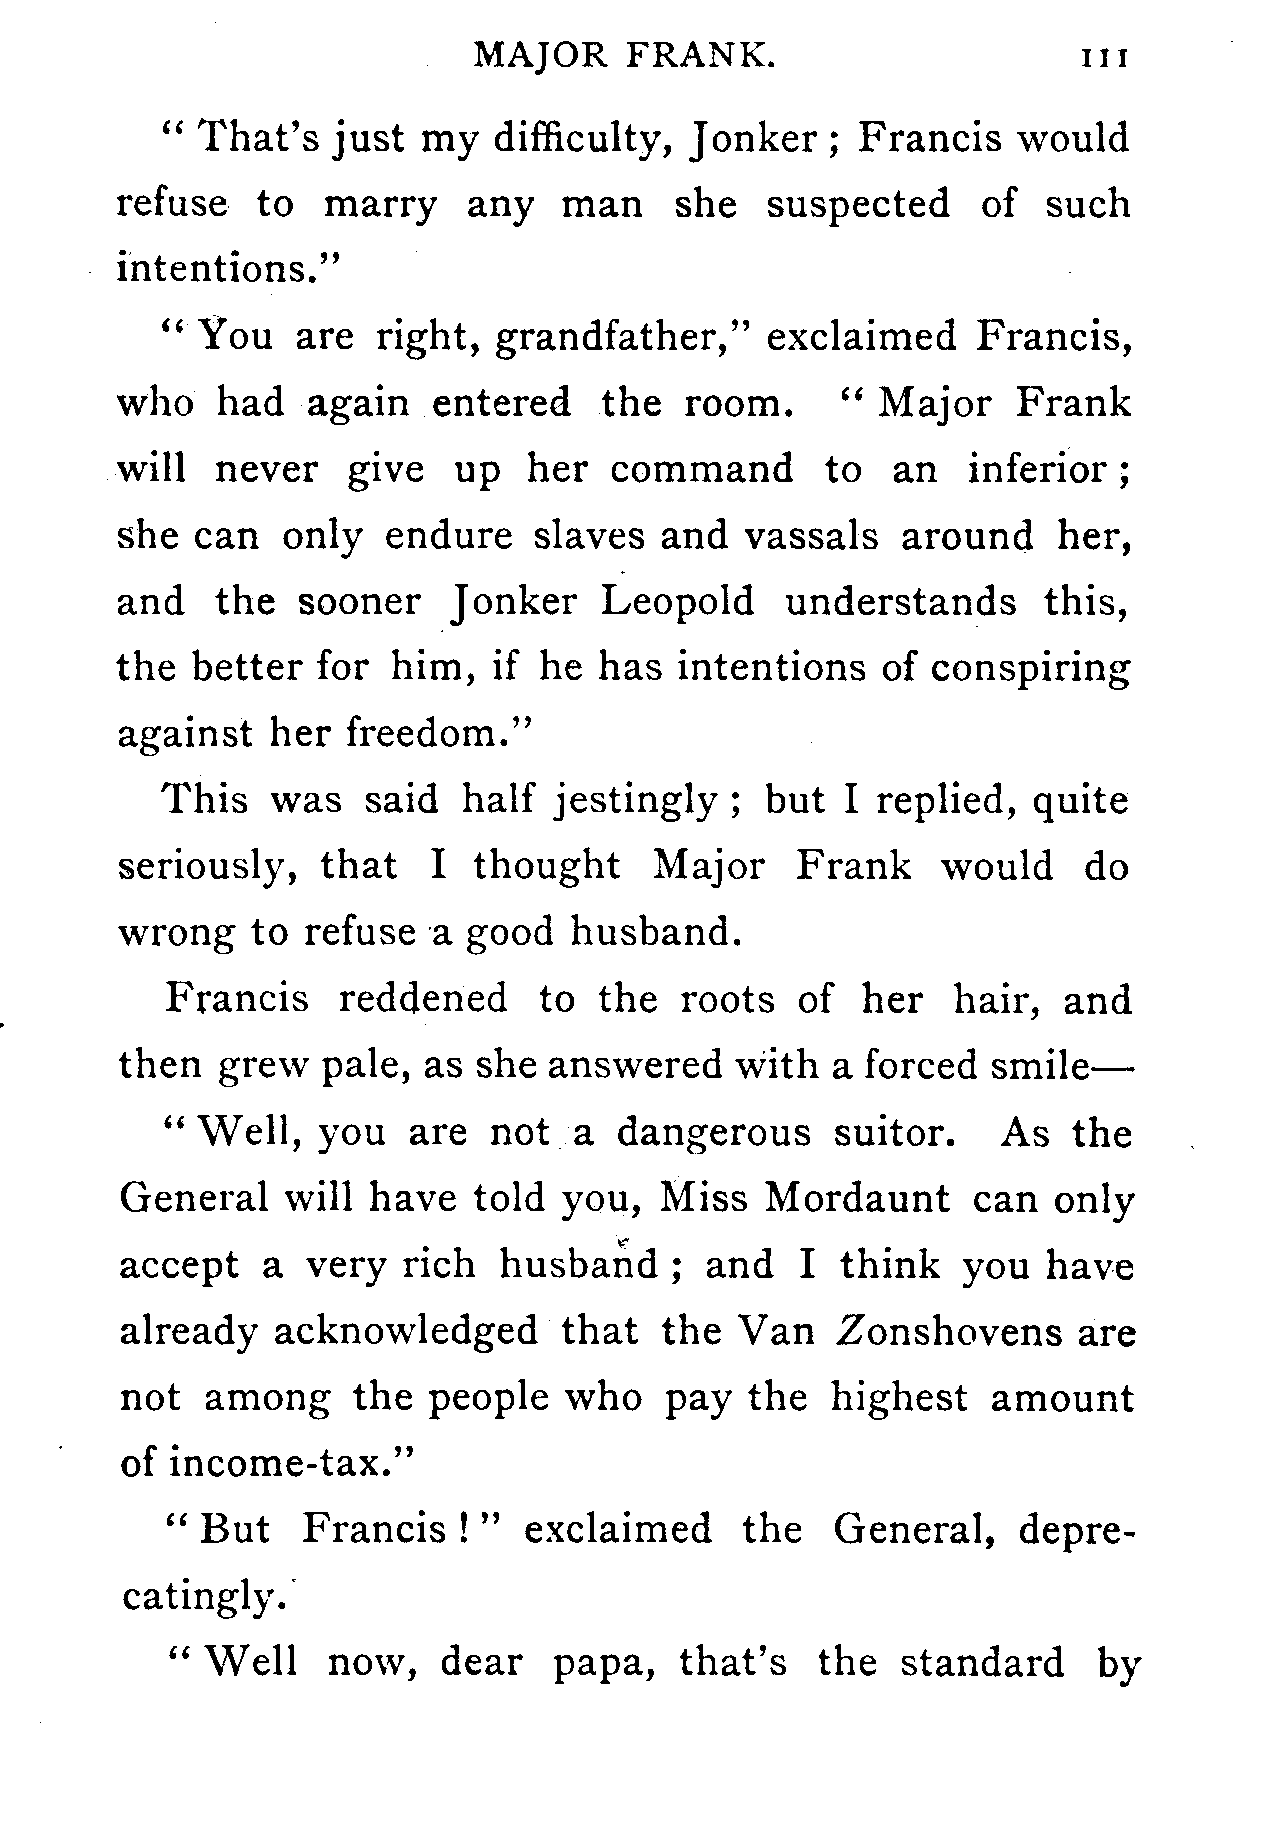 MAJOR FRANK. 111
" That's just my difficulty, Jonker ; Francis would
refuse to marry any man she suspected of such
intentions."
" You are right, grandfather," exclaimed Francis,
who had again entered the room. " Major Frank
will never give up her command to an inferior ;
she can only endure slaves and vassals around her,
and the sooner Jonker Leopold understands this,
the better for him, if he has intentions of conspiring
against her freedom."
This was said half jestingly ; but I replied, quite
seriously, that I thought Major Frank would do
wrong to refuse a good husband.
Francis reddened to the roots of her hair, and
then grew pale, as she answered with a forced smile—
" Well, you are not a dangerous suitor. As the
General will have told you, Miss Mordaunt can only
accept a very rich husband ; and I think you have
already acknowledged that the Van Zonshovens are
not among the people who pay the highest amount
of income-tax."
" But Francis ! " exclaimed the General, depre-
catingly.
" Well now, dear papa, that's the standard by